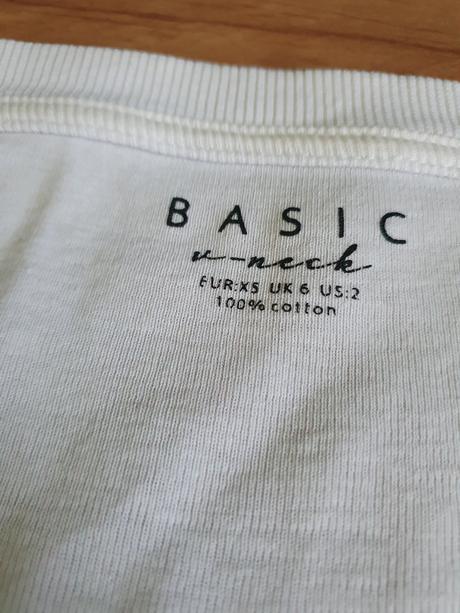 BASIC
v-neck
EUR:XS UK 6 US:2
100% cotton